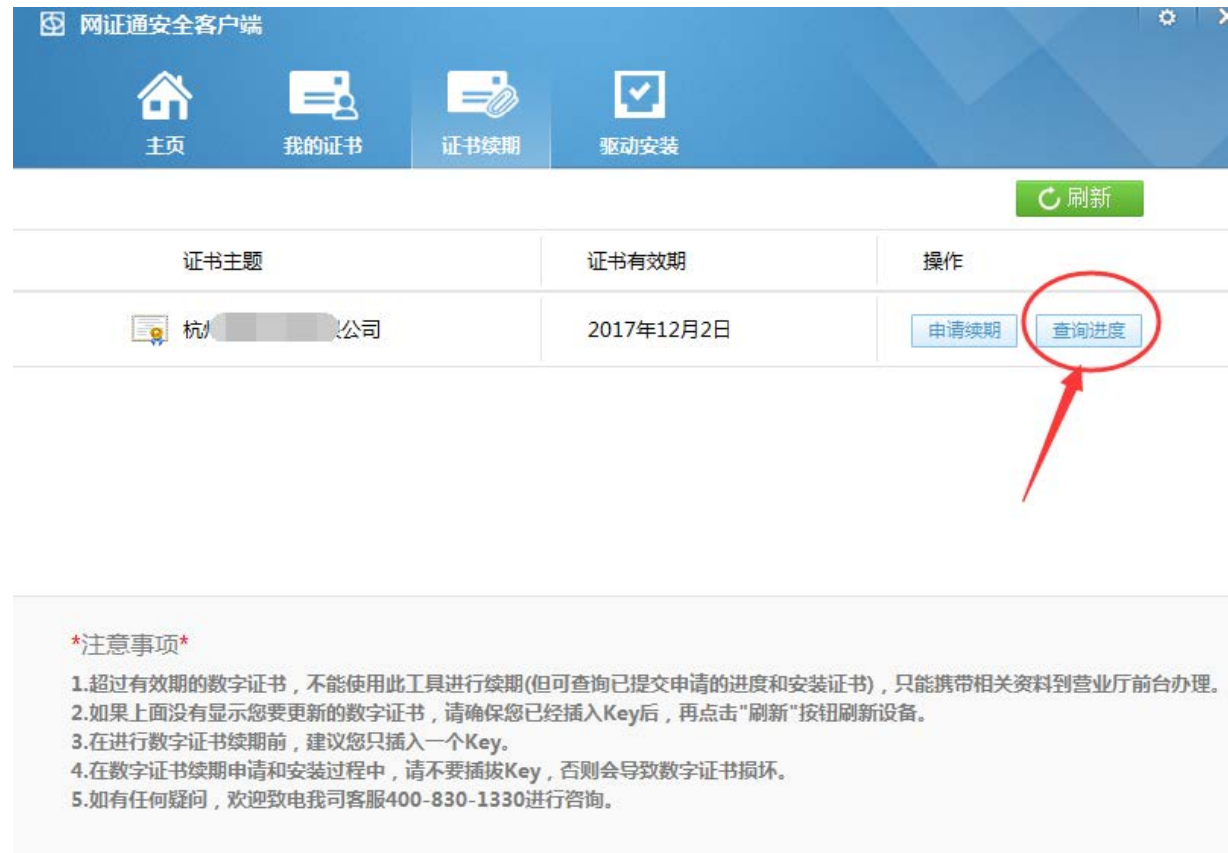 网证通安全客户端
主页 我的证书 证书续期 驱动安装
刷新
证书主题 证书有效期 操作
杭 公司 2017年12月2日 申请续期 查询进度
*注意事项*
1.超过有效期的数字证书，不能使用此工具进行续期(但可查询已提交申请的进度和安装证书)，只能携带相关资料到营业厅前台办理。
2.如果上面没有显示您要更新的数字证书，请确保您已经插入Key后，再点击"刷新"按钮刷新设备。
3.在进行数字证书续期前，建议您只插入一个Key。
4.在数字证书续期申请和安装过程中，请不要插拔Key，否则会导致数字证书损坏。
5.如有任何疑问，欢迎致电我司客服400-830-1330进行咨询。